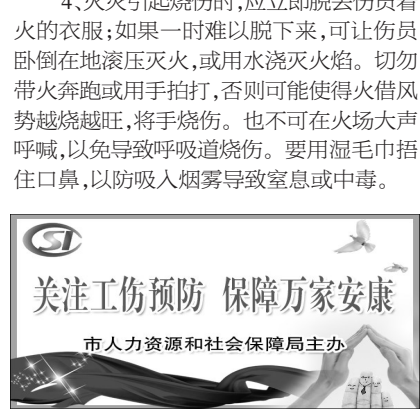 4、火灾引起烧伤时,应立即脱去伤员着
火的衣服;如果一时难以脱下来,可让伤员
卧倒在地滚压灭火,或用水浇灭火焰。切勿
带火奔跑或用手拍打,否则可能使得火借风
势越烧越旺,将手烧伤。也不可在火场大声
呼喊,以免导致呼吸道烧伤。要用湿毛巾捂
住口鼻,以防吸入烟雾导致窒息或中毒。
关注工伤预防 保障万家安康
市人力资源和社会保障局主办